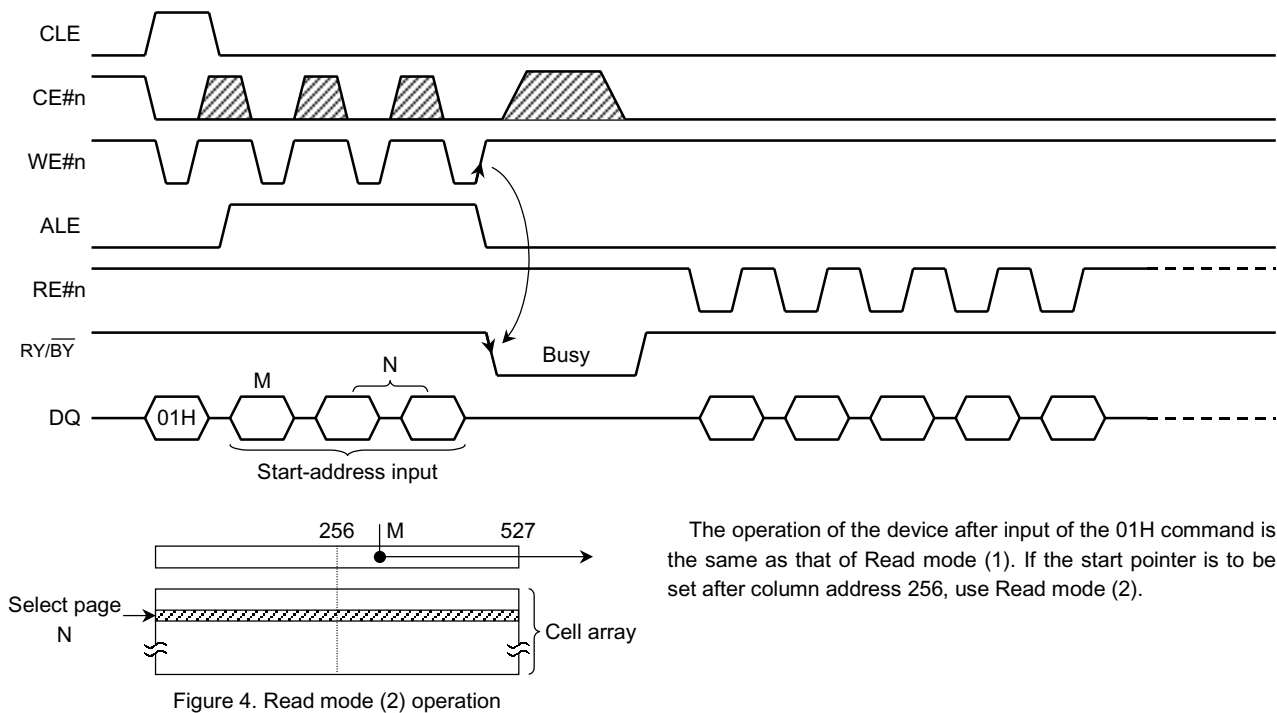 CLE
CE#n
WE#n
ALE
RE#n
RY/BY
Busy
M
N
DQ
01H
Start-address input
256
M
527
Select page
N
Cell array
Figure 4. Read mode (2) operation
The operation of the device after input of the 01H command is
the same as that of Read mode (1). If the start pointer is to be
set after column address 256, use Read mode (2).